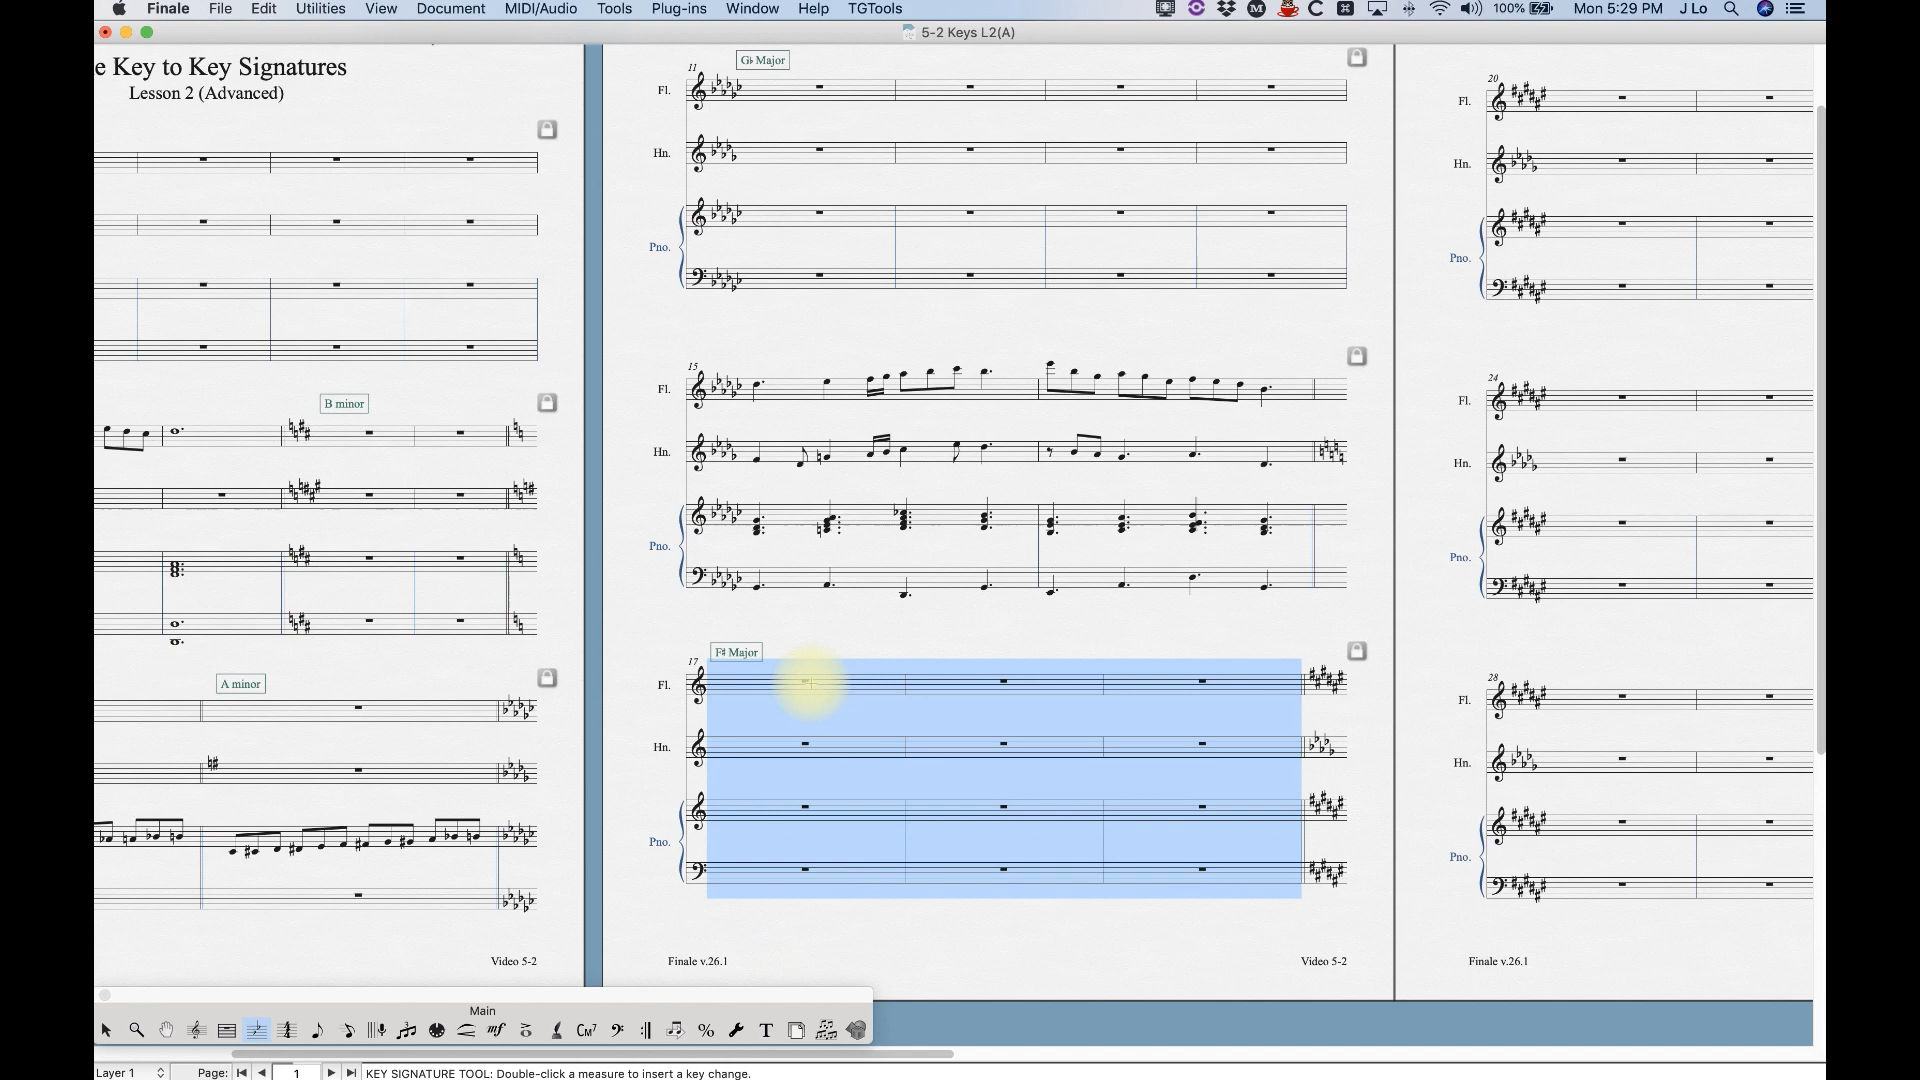 Finale File Edit Utilities View Document MIDI/Audio Tools Plug-ins Window Help TGTools 100% Mon 5:29 PM J Lo
5-2 Keys L2(A)
e Key to Key Signatures
Lesson 2 (Advanced)
B minor
A minor
Video 5-2
G♭ Major
11
Fl.
Hn.
Pno.
15
Fl.
Hn.
Pno.
F♯ Major
17
Fl.
Hn.
Pno.
Finale v.26.1
Video 5-2
20
Fl.
Hn.
Pno.
24
Fl.
Hn.
Pno.
28
Fl.
Hn.
Pno.
Finale v.26.1
Main
mf CM7 % T
Layer 1 Page: 1 KEY SIGNATURE TOOL: Double-click a measure to insert a key change.